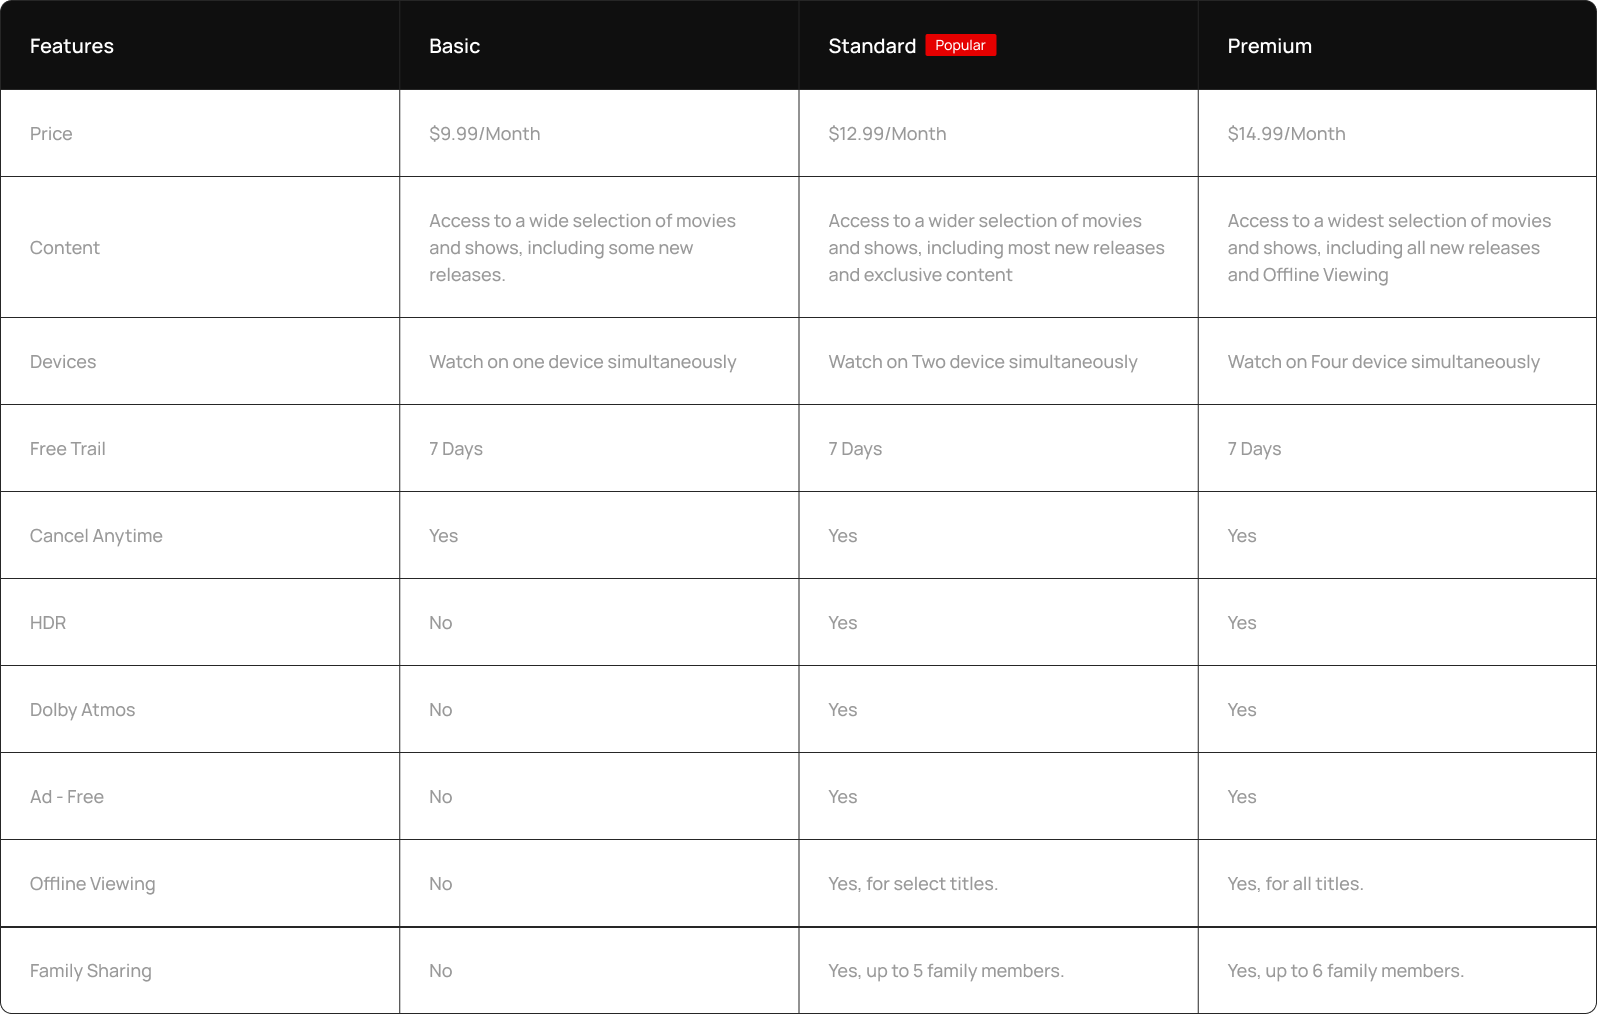 Features
Basic
Standard
Popular
Premium
Price
$9.99/Month
$12.99/Month
$14.99/Month
Content
Access to a wide selection of movies
and shows, including some new
releases.
Access to a wider selection of movies
and shows, including most new releases
and exclusive content
Access to a widest selection of movies
and shows, including all new releases
and Offline Viewing
Devices
Watch on one device simultaneously
Watch on Two device simultaneously
Watch on Four device simultaneously
Free Trail
7 Days
7 Days
7 Days
Cancel Anytime
Yes
Yes
Yes
HDR
No
Yes
Yes
Dolby Atmos
No
Yes
Yes
Ad - Free
No
Yes
Yes
Offline Viewing
No
Yes, for select titles.
Yes, for all titles.
Family Sharing
No
Yes, up to 5 family members.
Yes, up to 6 family members.